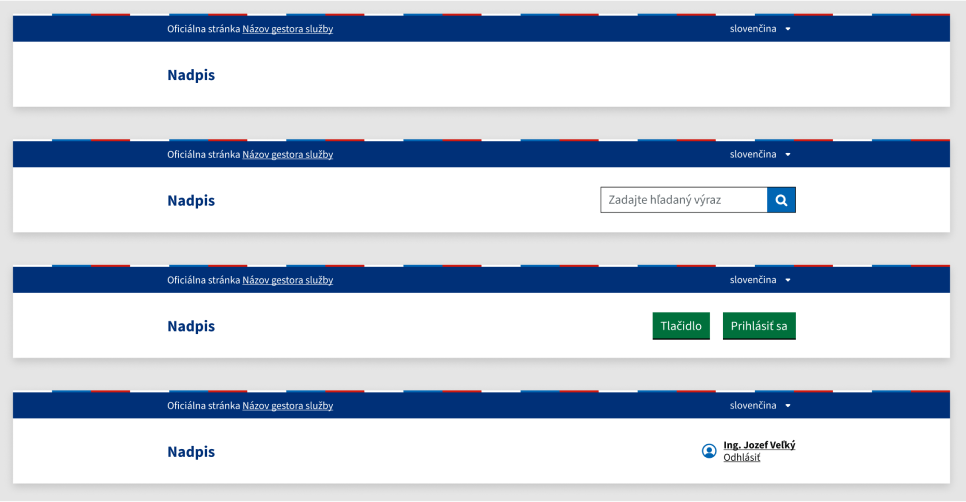 Oficiálna stránka Názov gestora služby slovenčina
Nadpis
Oficiálna stránka Názov gestora služby slovenčina
Nadpis Zadajte hľadaný výraz
Oficiálna stránka Názov gestora služby slovenčina
Nadpis Tlačidlo Prihlásiť sa
Oficiálna stránka Názov gestora služby slovenčina
Nadpis Ing. Jozef Veľký
Odhlásiť